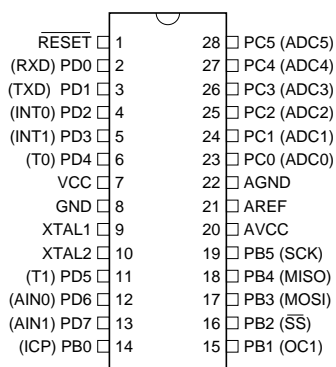 RESET 1 28 PC5 (ADC5)
(RXD) PD0 2 27 PC4 (ADC4)
(TXD) PD1 3 26 PC3 (ADC3)
(INT0) PD2 4 25 PC2 (ADC2)
(INT1) PD3 5 24 PC1 (ADC1)
(T0) PD4 6 23 PC0 (ADC0)
VCC 7 22 AGND
GND 8 21 AREF
XTAL1 9 20 AVCC
XTAL2 10 19 PB5 (SCK)
(T1) PD5 11 18 PB4 (MISO)
(AIN0) PD6 12 17 PB3 (MOSI)
(AIN1) PD7 13 16 PB2 (SS)
(ICP) PB0 14 15 PB1 (OC1)